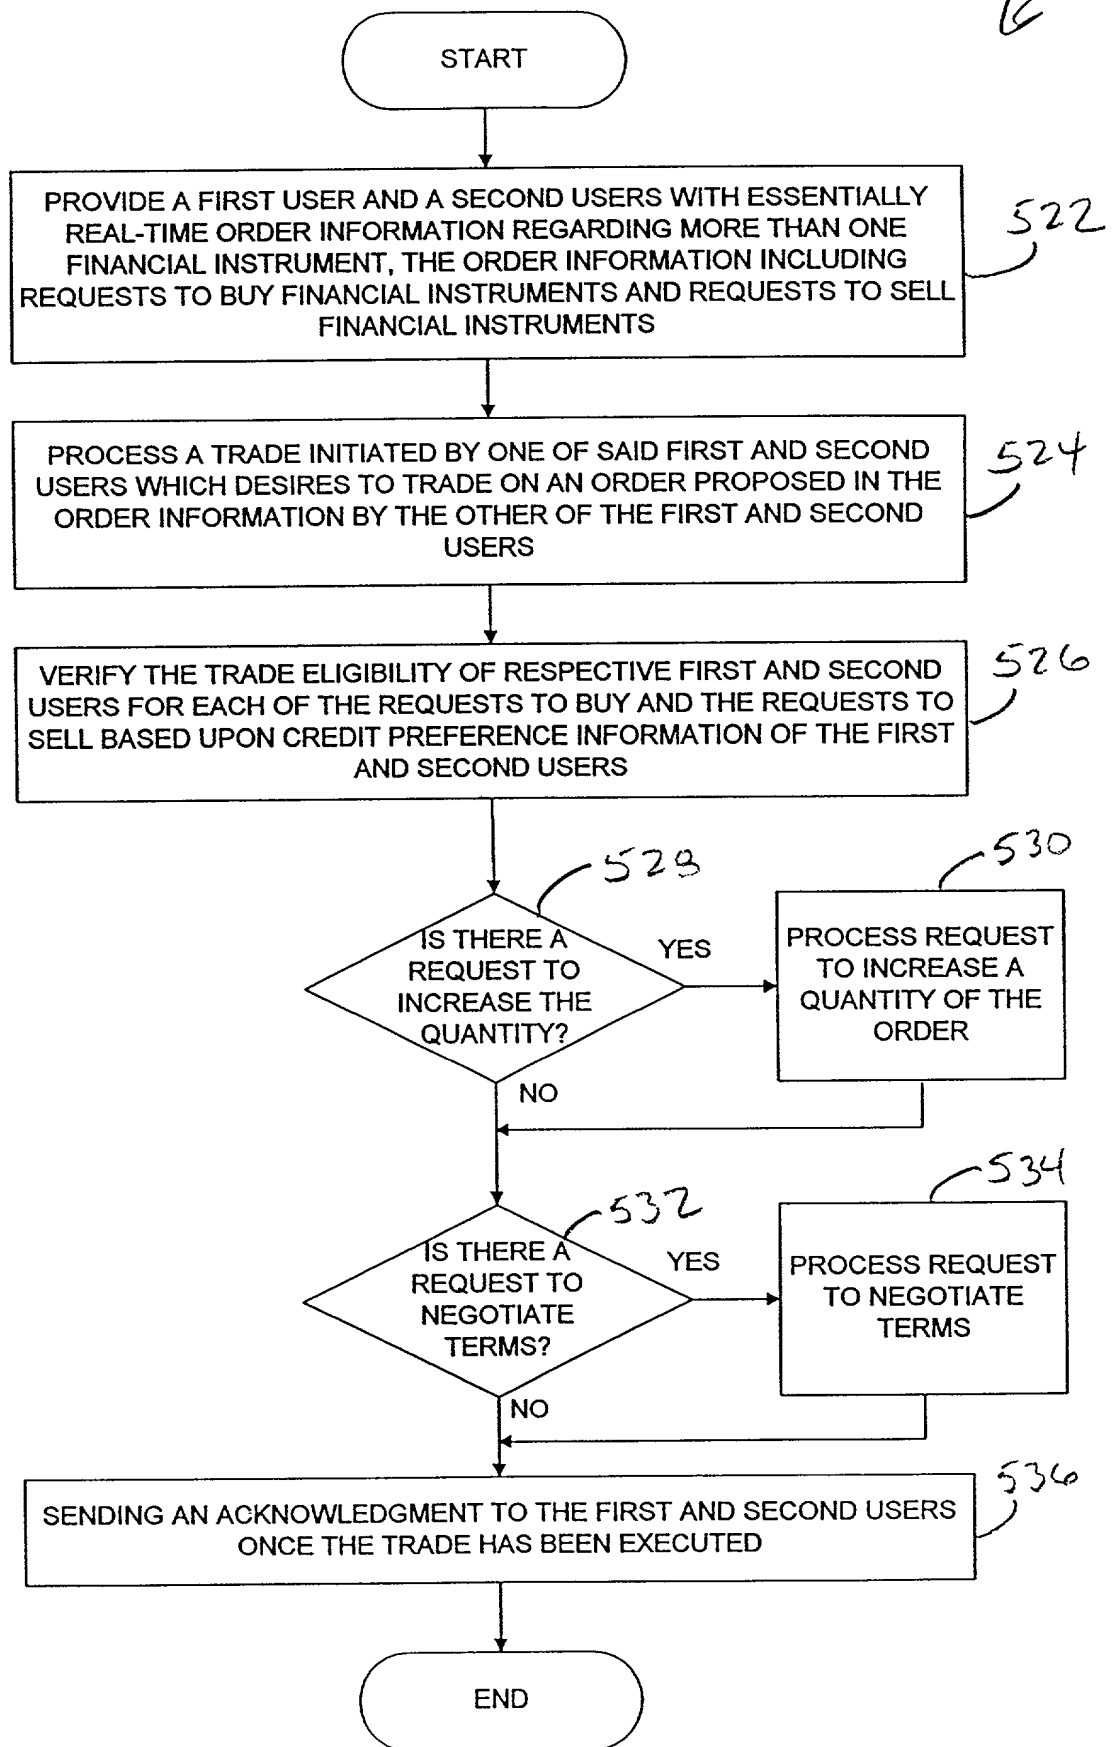 START
PROVIDE A FIRST USER AND A SECOND USERS WITH ESSENTIALLY
REAL-TIME ORDER INFORMATION REGARDING MORE THAN ONE
FINANCIAL INSTRUMENT, THE ORDER INFORMATION INCLUDING
REQUESTS TO BUY FINANCIAL INSTRUMENTS AND REQUESTS TO SELL
FINANCIAL INSTRUMENTS
522
PROCESS A TRADE INITIATED BY ONE OF SAID FIRST AND SECOND
USERS WHICH DESIRES TO TRADE ON AN ORDER PROPOSED IN THE
ORDER INFORMATION BY THE OTHER OF THE FIRST AND SECOND
USERS
524
VERIFY THE TRADE ELIGIBILITY OF RESPECTIVE FIRST AND SECOND
USERS FOR EACH OF THE REQUESTS TO BUY AND THE REQUESTS TO
SELL BASED UPON CREDIT PREFERENCE INFORMATION OF THE FIRST
AND SECOND USERS
526
528
IS THERE A
REQUEST TO
INCREASE THE
QUANTITY?
YES
530
PROCESS REQUEST
TO INCREASE A
QUANTITY OF THE
ORDER
NO
532
IS THERE A
REQUEST TO
NEGOTIATE
TERMS?
YES
534
PROCESS REQUEST
TO NEGOTIATE
TERMS
NO
536
SENDING AN ACKNOWLEDGMENT TO THE FIRST AND SECOND USERS
ONCE THE TRADE HAS BEEN EXECUTED
END